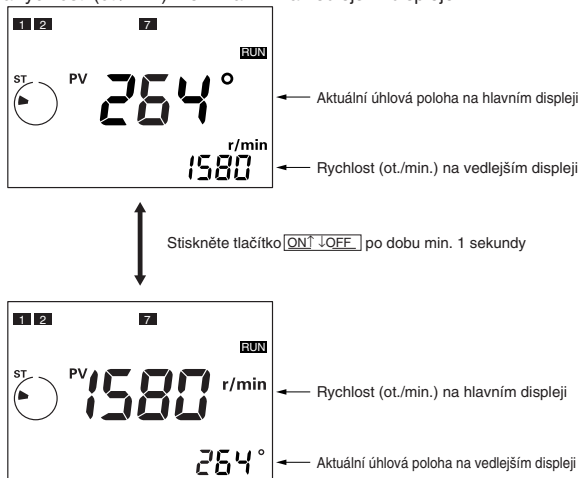 1 2 7
RUN
ST PV 264° Aktuální úhlová poloha na hlavním displeji
r/min
1580 Rychlost (ot./min.) na vedlejším displeji
Stiskněte tlačítko ON↑ ↓OFF po dobu min. 1 sekundy
1 2 7
RUN
ST PV 1580 r/min Rychlost (ot./min.) na hlavním displeji
264° Aktuální úhlová poloha na vedlejším displeji